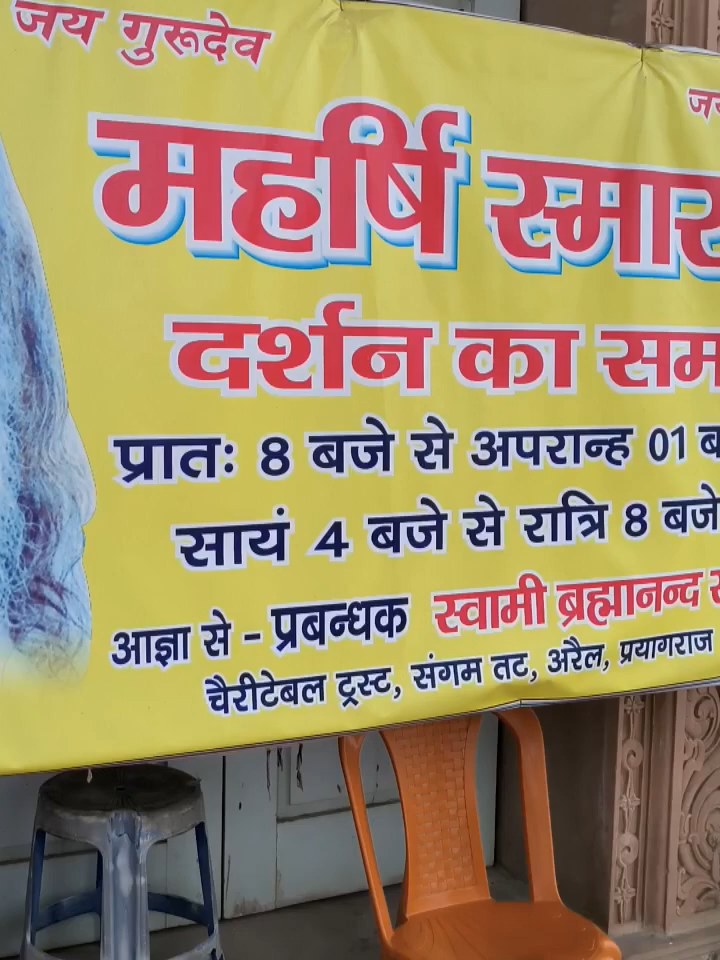 जय गुरूदेव
महर्षि
दर्शन का
प्रातः 8 बजे से अपरान्ह 01
सायं 4 बजे से रात्रि 8 बजे
आज्ञा से - प्रबन्धक स्वामी ब्रह्मानन्द
चैरीटेबल ट्रस्ट, संगम तट, अरैल, प्रयागराज